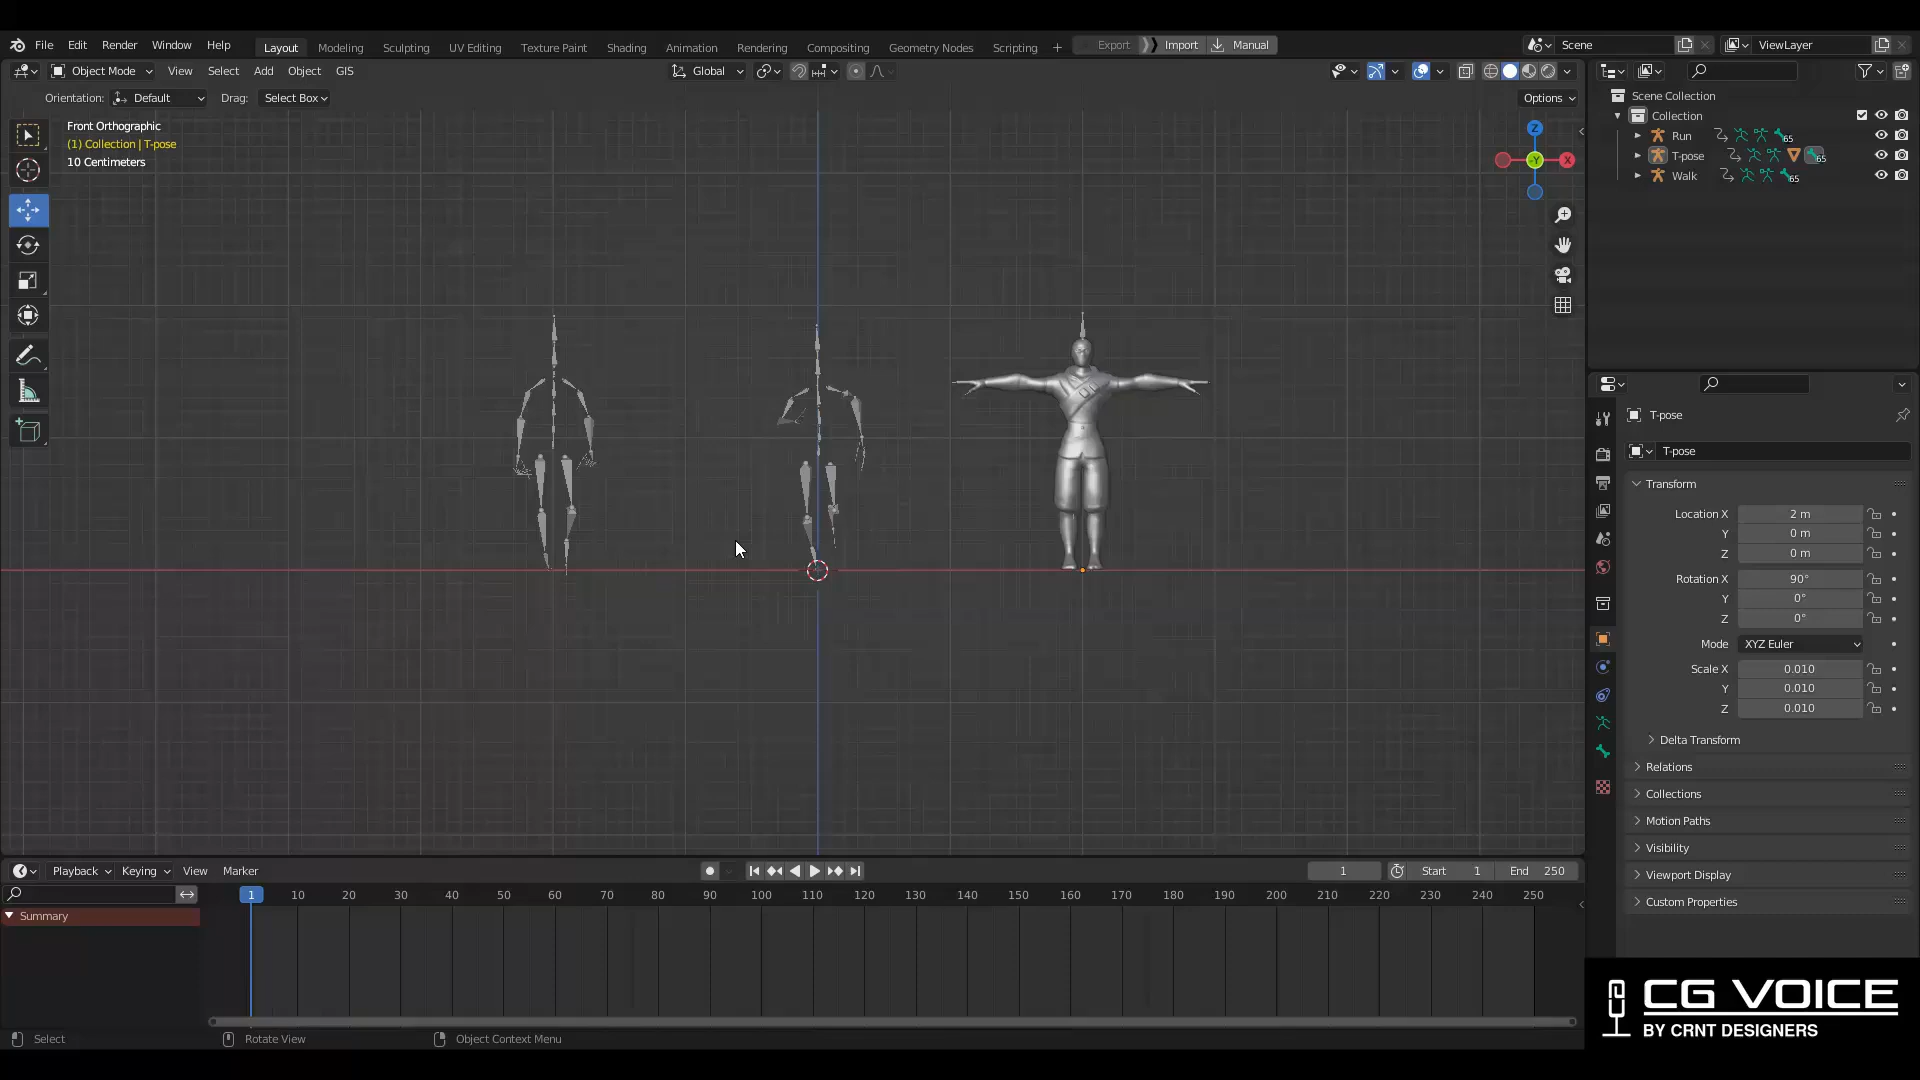 File Edit Render Window Help Layout Modeling Sculpting UV Editing Texture Paint Shading Animation Rendering Compositing Geometry Nodes Scripting + Export Import Manual Scene ViewLayer
Object Mode View Select Add Object GIS Global
Orientation: Default Drag: Select Box Options
Front Orthographic
(1) Collection | T-pose
10 Centimeters
Z
X
-Y
Scene Collection
Collection
Run 65
T-pose 65
Walk 65
T-pose
T-pose
Transform
Location X 2 m
Y 0 m
Z 0 m
Rotation X 90°
Y 0°
Z 0°
Mode XYZ Euler
Scale X 0.010
Y 0.010
Z 0.010
Delta Transform
Relations
Collections
Motion Paths
Visibility
Viewport Display
Custom Properties
Playback Keying View Marker 1 Start 1 End 250
1 10 20 30 40 50 60 70 80 90 100 110 120 130 140 150 160 170 180 190 200 210 220 230 240 250
Summary
Select Rotate View Object Context Menu
CG VOICE
BY CRNT DESIGNERS